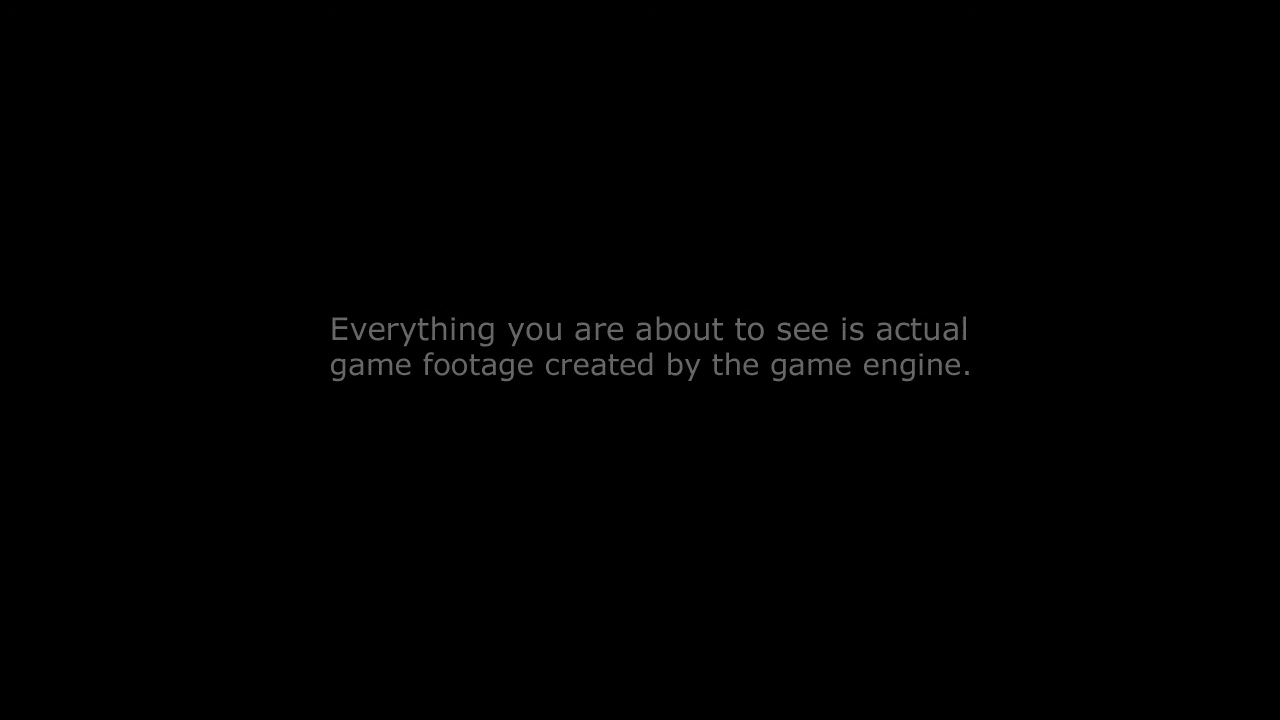 Everything you are about to see is actual
game footage created by the game engine.